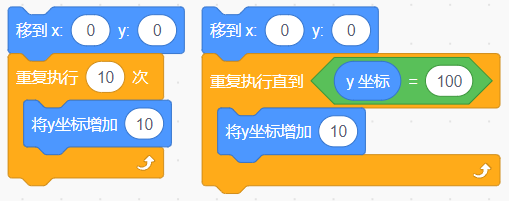 移到 x: 0 y: 0
重复执行 10 次
将y坐标增加 10
移到 x: 0 y: 0
重复执行直到 y 坐标 = 100
将y坐标增加 10